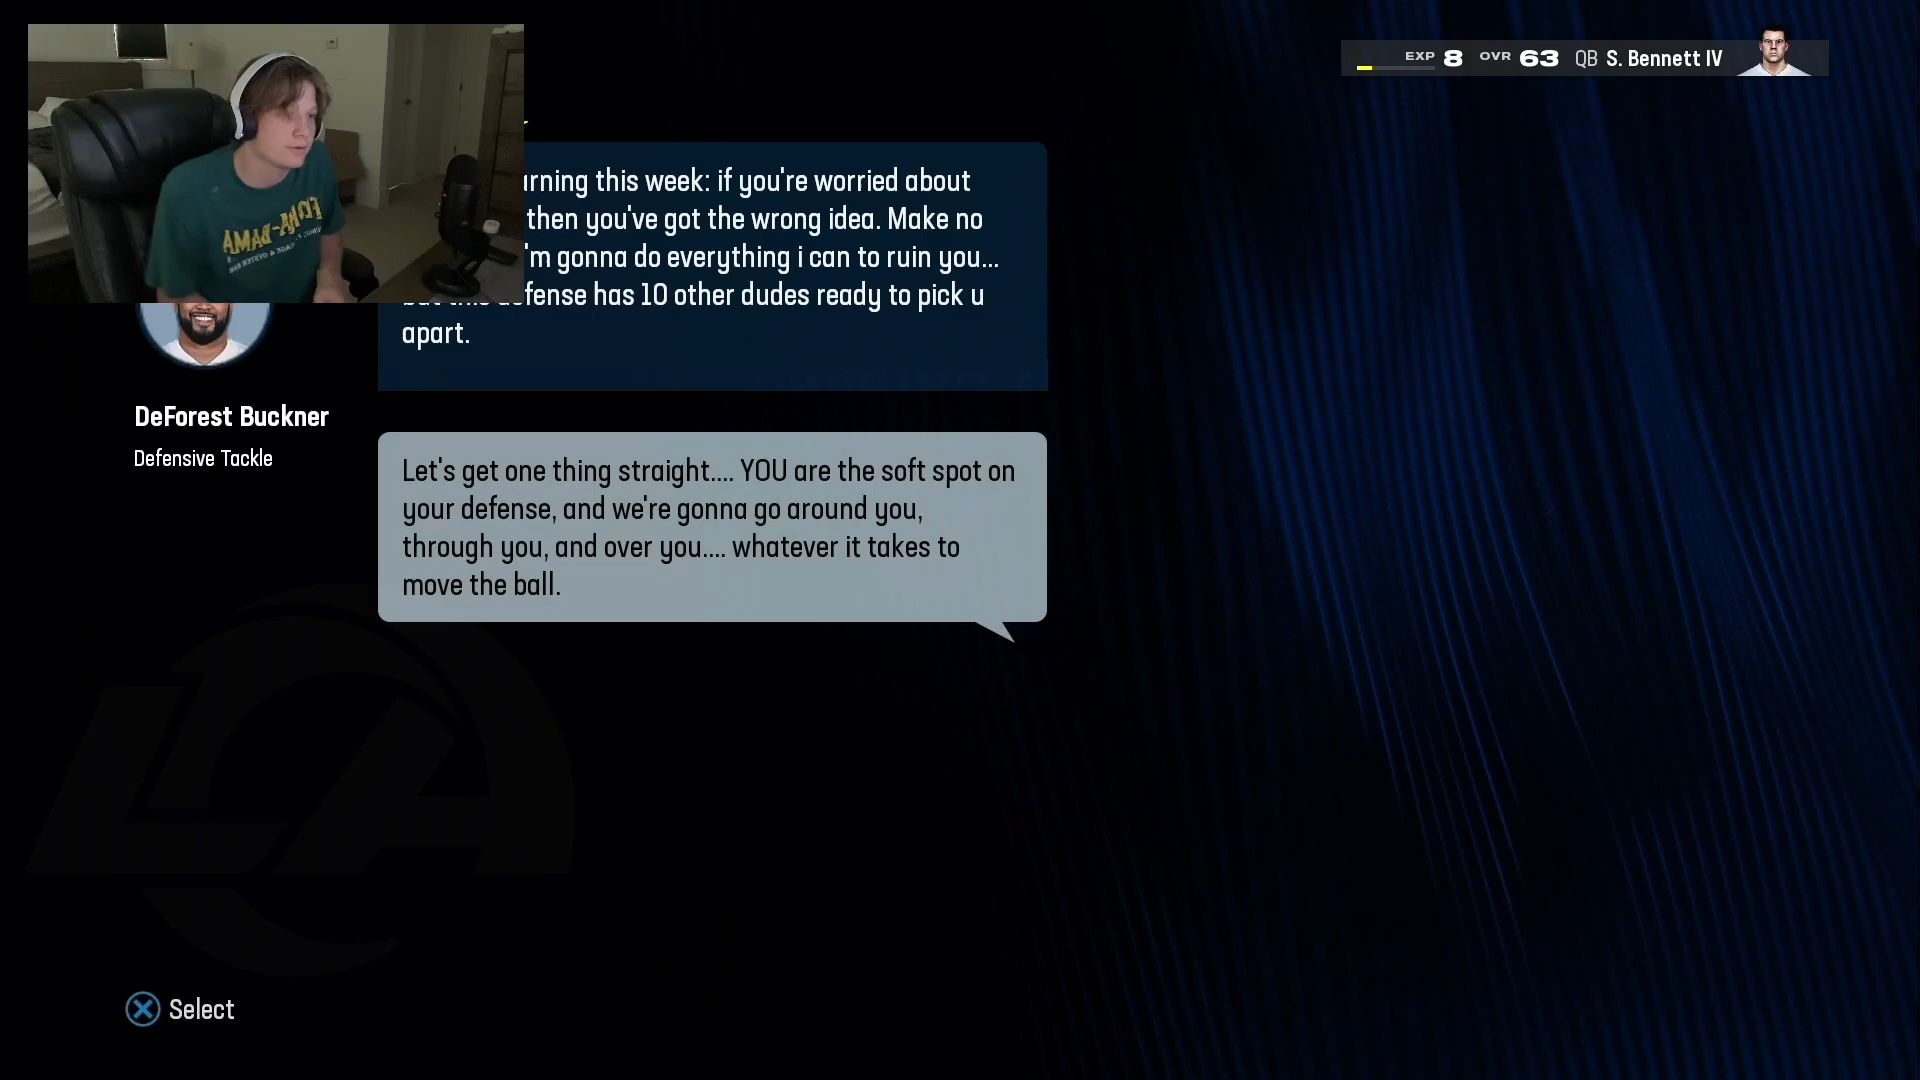 EXP 8 OVR 63 QB S. Bennett IV
this week: if you're worried about
then you've got the wrong idea. Make no
'm gonna do everything i can to ruin you...
has 10 other dudes ready to pick u
apart.
DeForest Buckner
Defensive Tackle
Let's get one thing straight.... YOU are the soft spot on
your defense, and we're gonna go around you,
through you, and over you.... whatever it takes to
move the ball.
Select